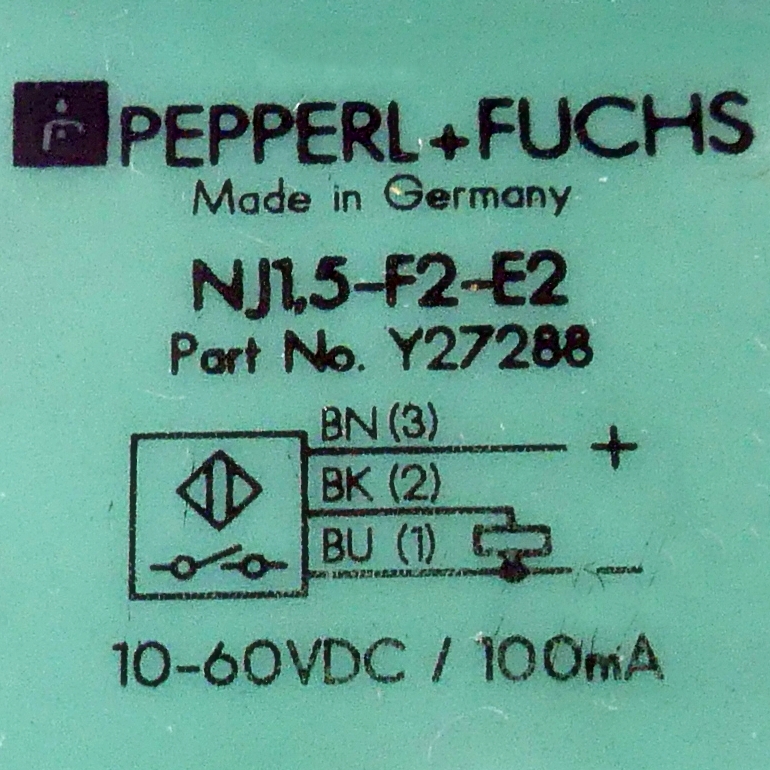 PEPPERL+FUCHS
Made in Germany
NJ1,5-F2-E2
Part No. Y27288
BN (3)
+
BK (2)
BU (1)
-
10-60VDC / 100mA